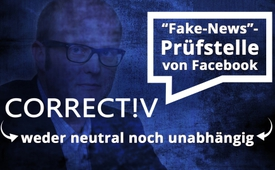 “Fake-News”-
Prüfstelle
von Facebook
CORRECT!V
weder neutral noch unabhängig